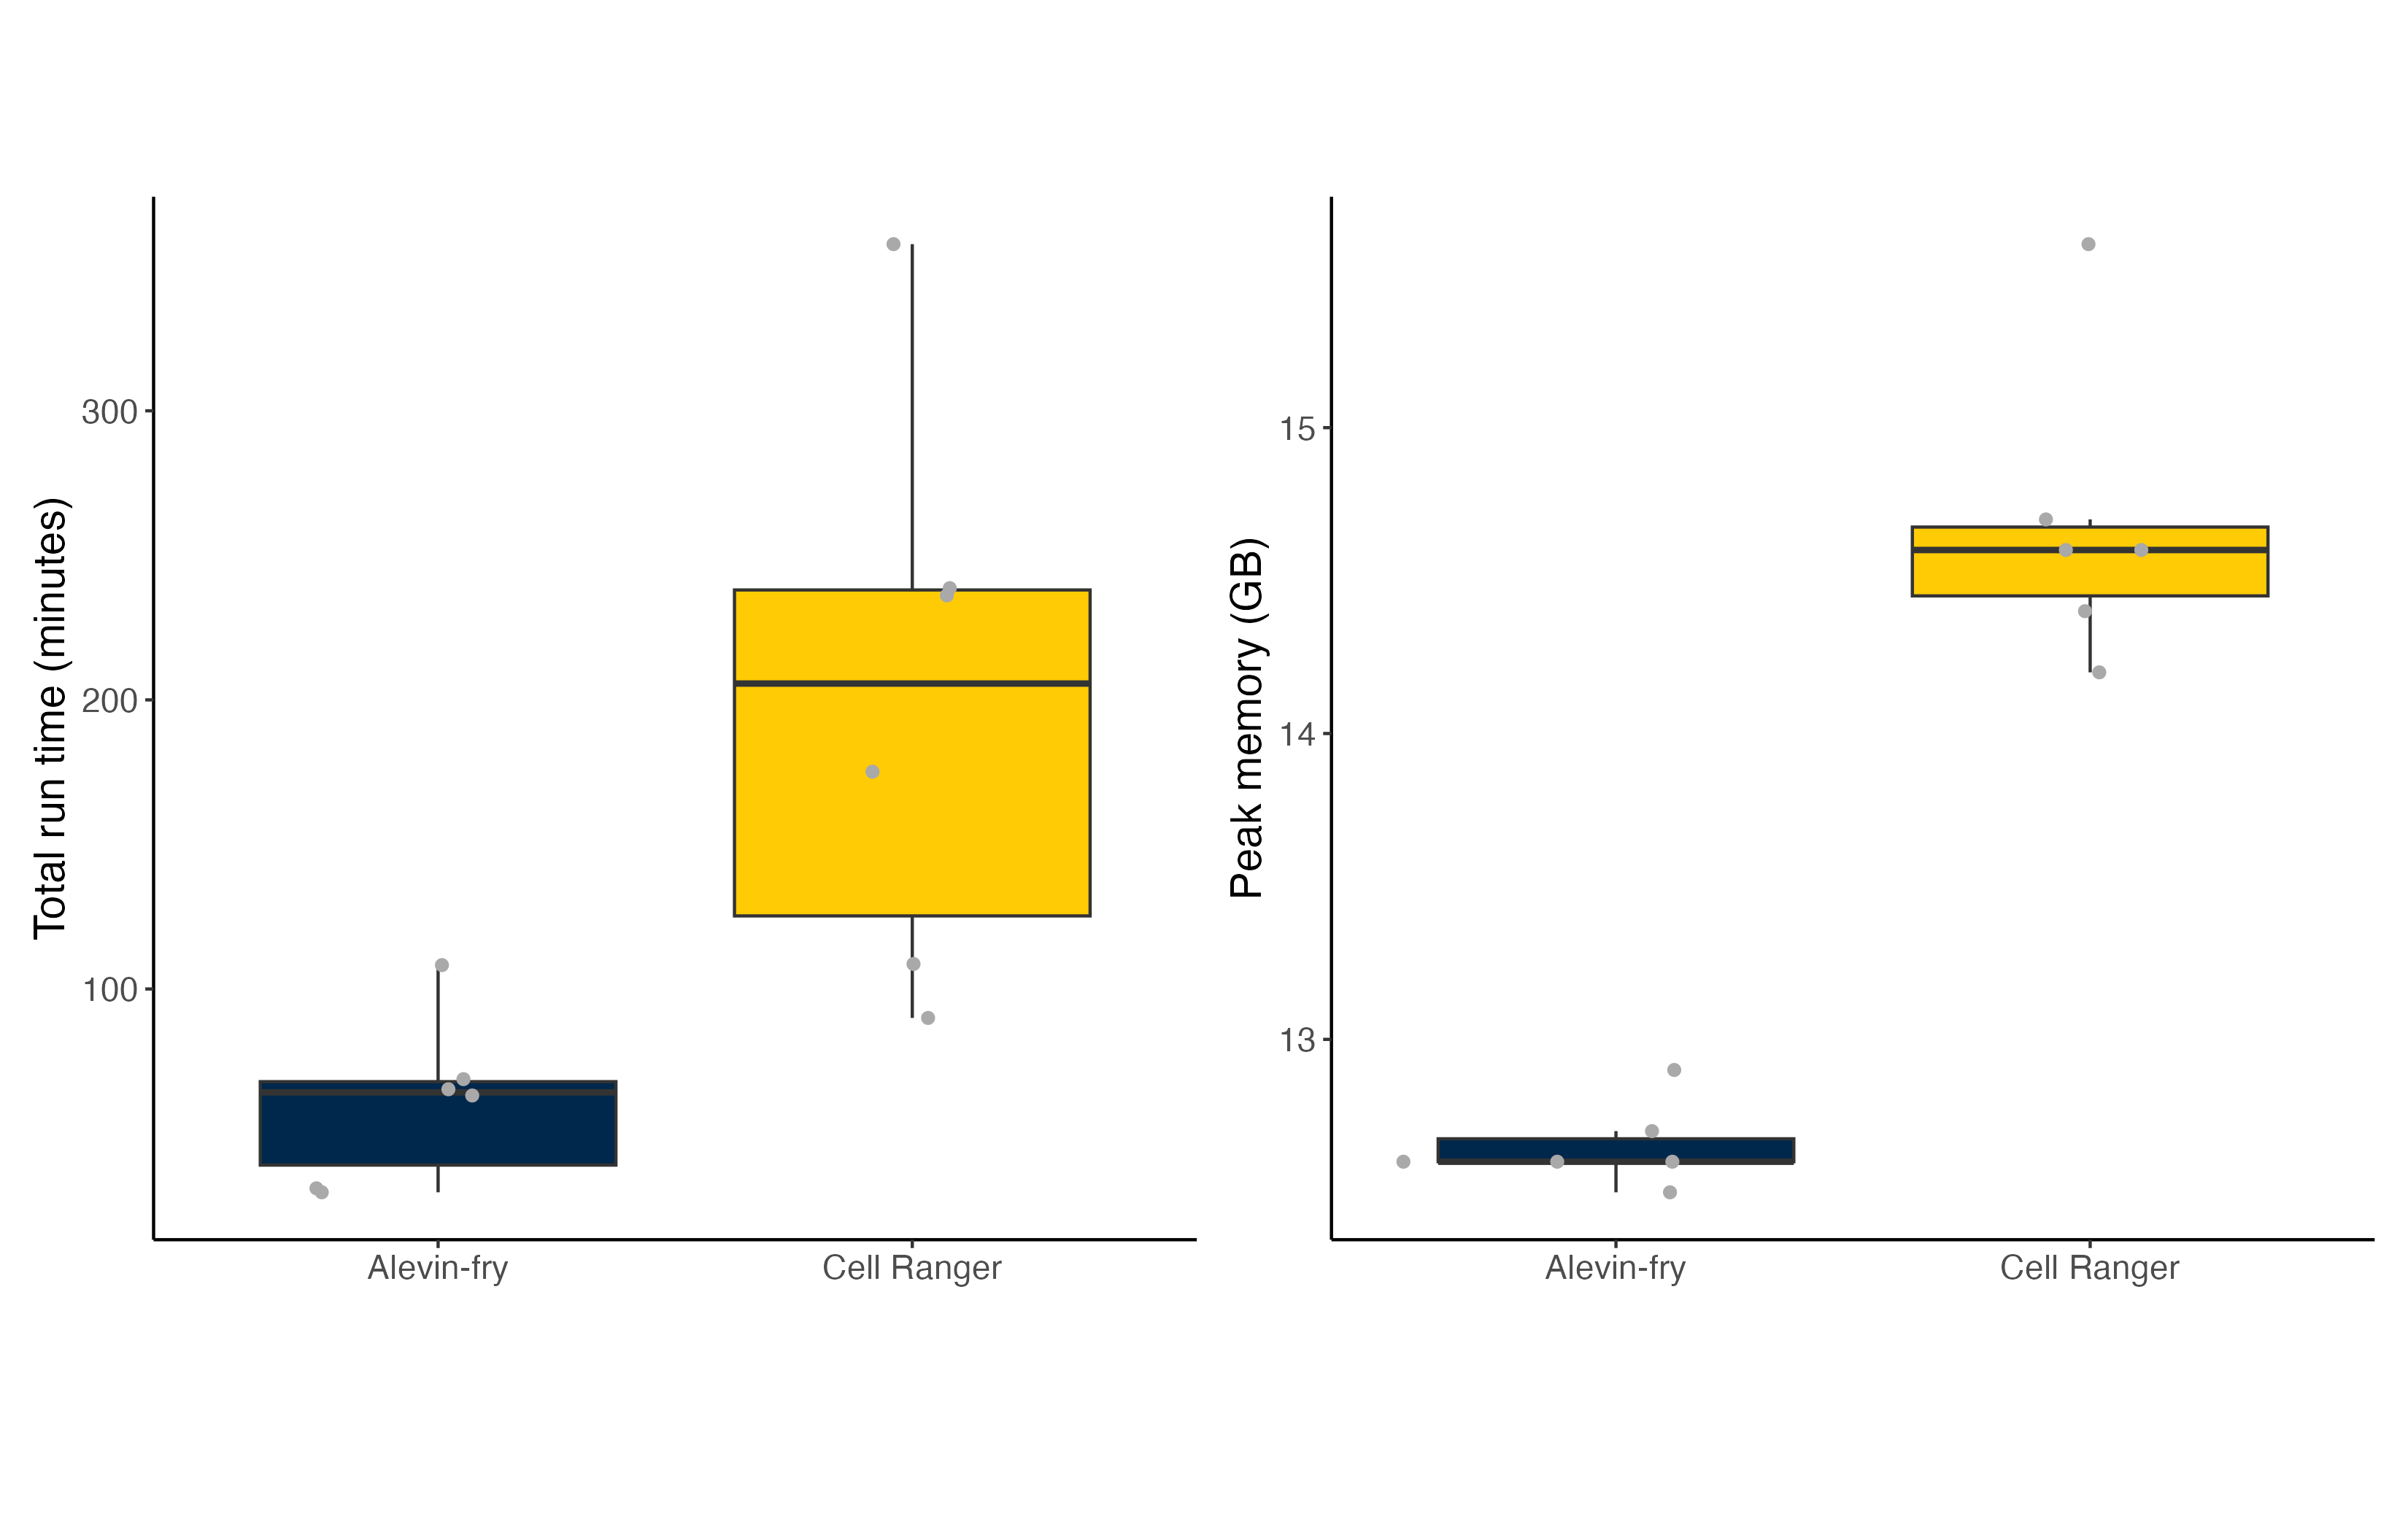 Total run time (minutes)
300
200
100
Alevin-fry
Cell Ranger
Peak memory (GB)
15
14
13
Alevin-fry
Cell Ranger